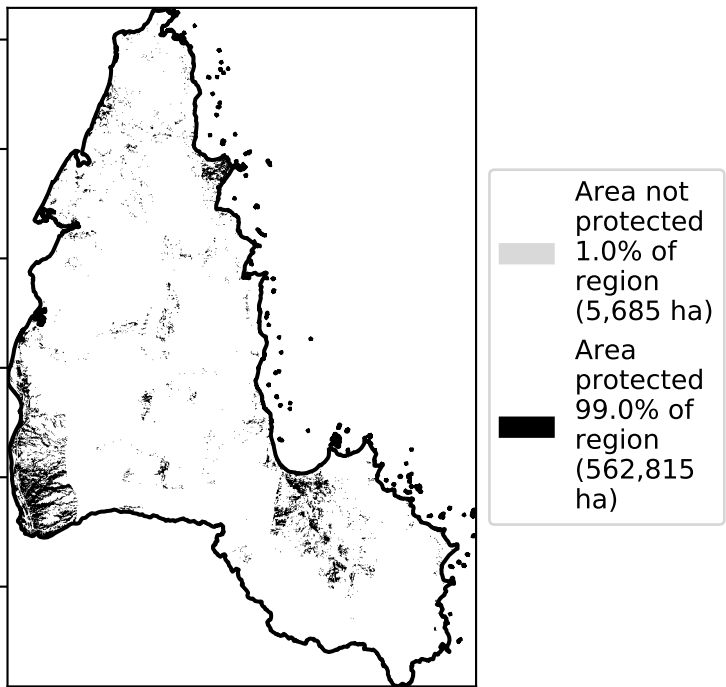 Area not
protected
1.0% of
region
(5,685 ha)
Area
protected
99.0% of
region
(562,815
ha)